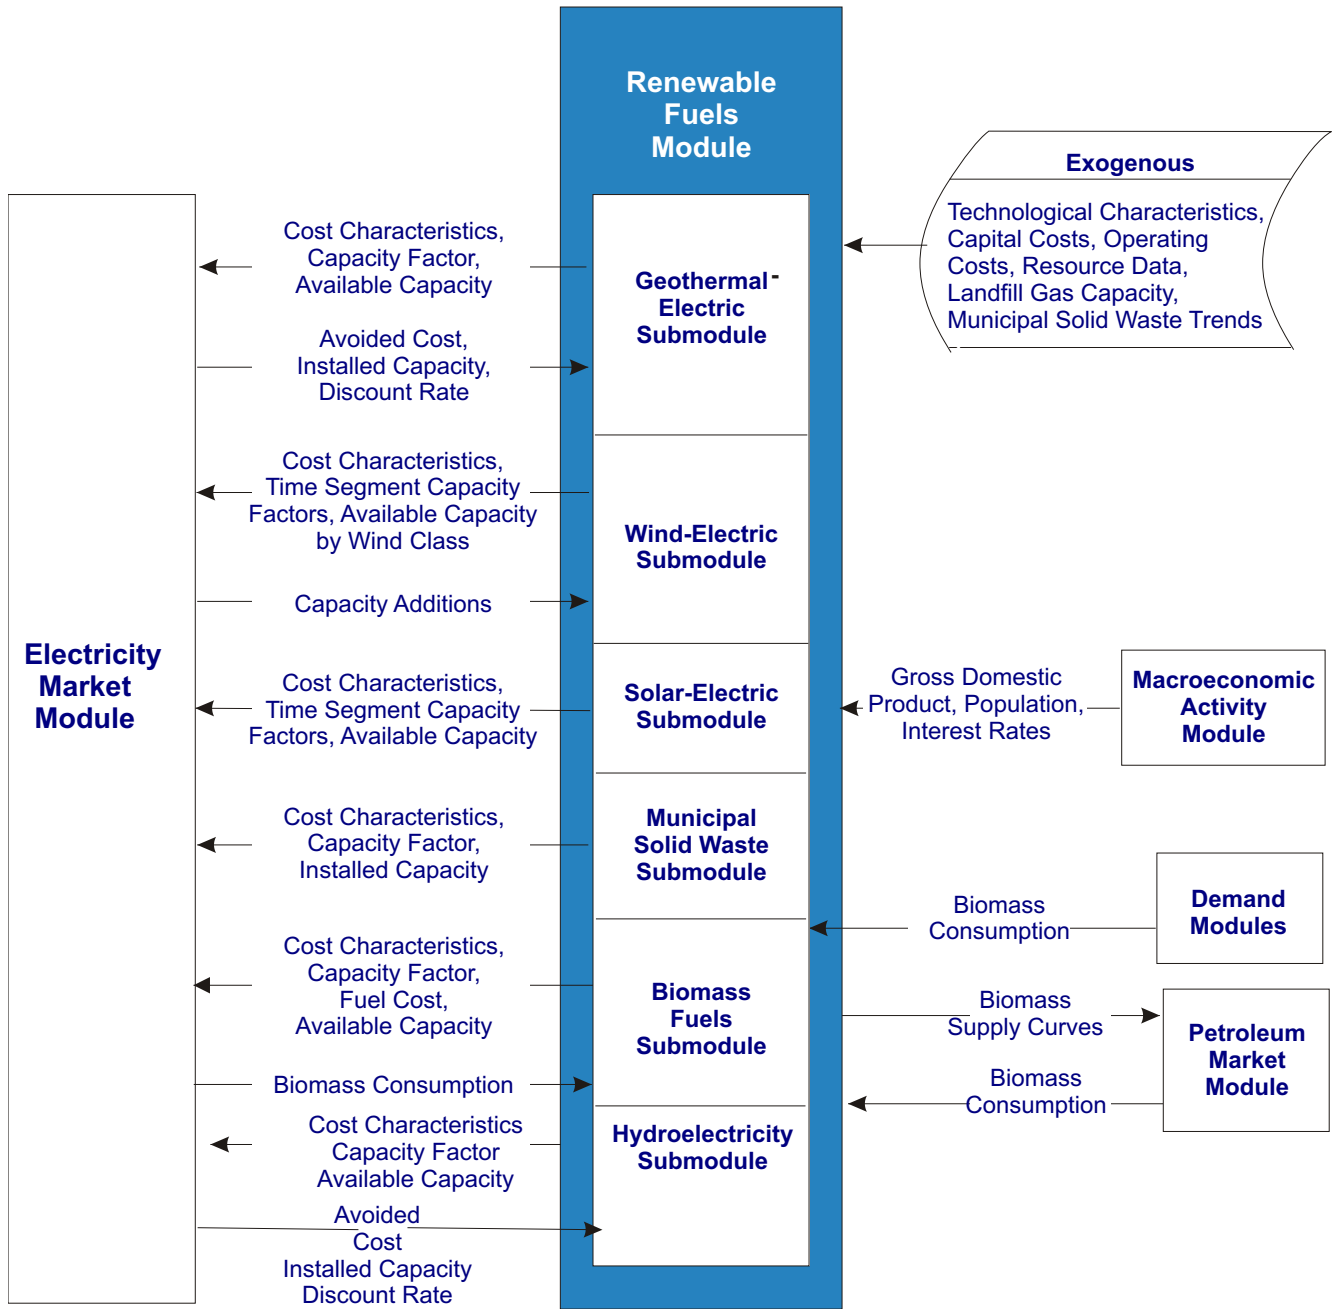 Renewable
Fuels
Module
Exogenous
Technological Characteristics,
Capital Costs, Operating
Costs, Resource Data,
Landfill Gas Capacity,
Municipal Solid Waste Trends
Cost Characteristics,
Capacity Factor,
Available Capacity
Geothermal-
Electric
Submodule
Avoided Cost,
Installed Capacity,
Discount Rate
Cost Characteristics,
Time Segment Capacity
Factors, Available Capacity
by Wind Class
Wind-Electric
Submodule
Capacity Additions
Electricity
Market
Module
Cost Characteristics,
Time Segment Capacity
Factors, Available Capacity
Solar-Electric
Submodule
Gross Domestic
Product, Population,
Interest Rates
Macroeconomic
Activity
Module
Cost Characteristics,
Capacity Factor,
Installed Capacity
Municipal
Solid Waste
Submodule
Biomass
Consumption
Demand
Modules
Cost Characteristics,
Capacity Factor,
Fuel Cost,
Available Capacity
Biomass
Fuels
Submodule
Biomass
Supply Curves
Petroleum
Market
Module
Biomass Consumption
Biomass
Consumption
Cost Characteristics
Capacity Factor
Available Capacity
Hydroelectricity
Submodule
Avoided
Cost
Installed Capacity
Discount Rate